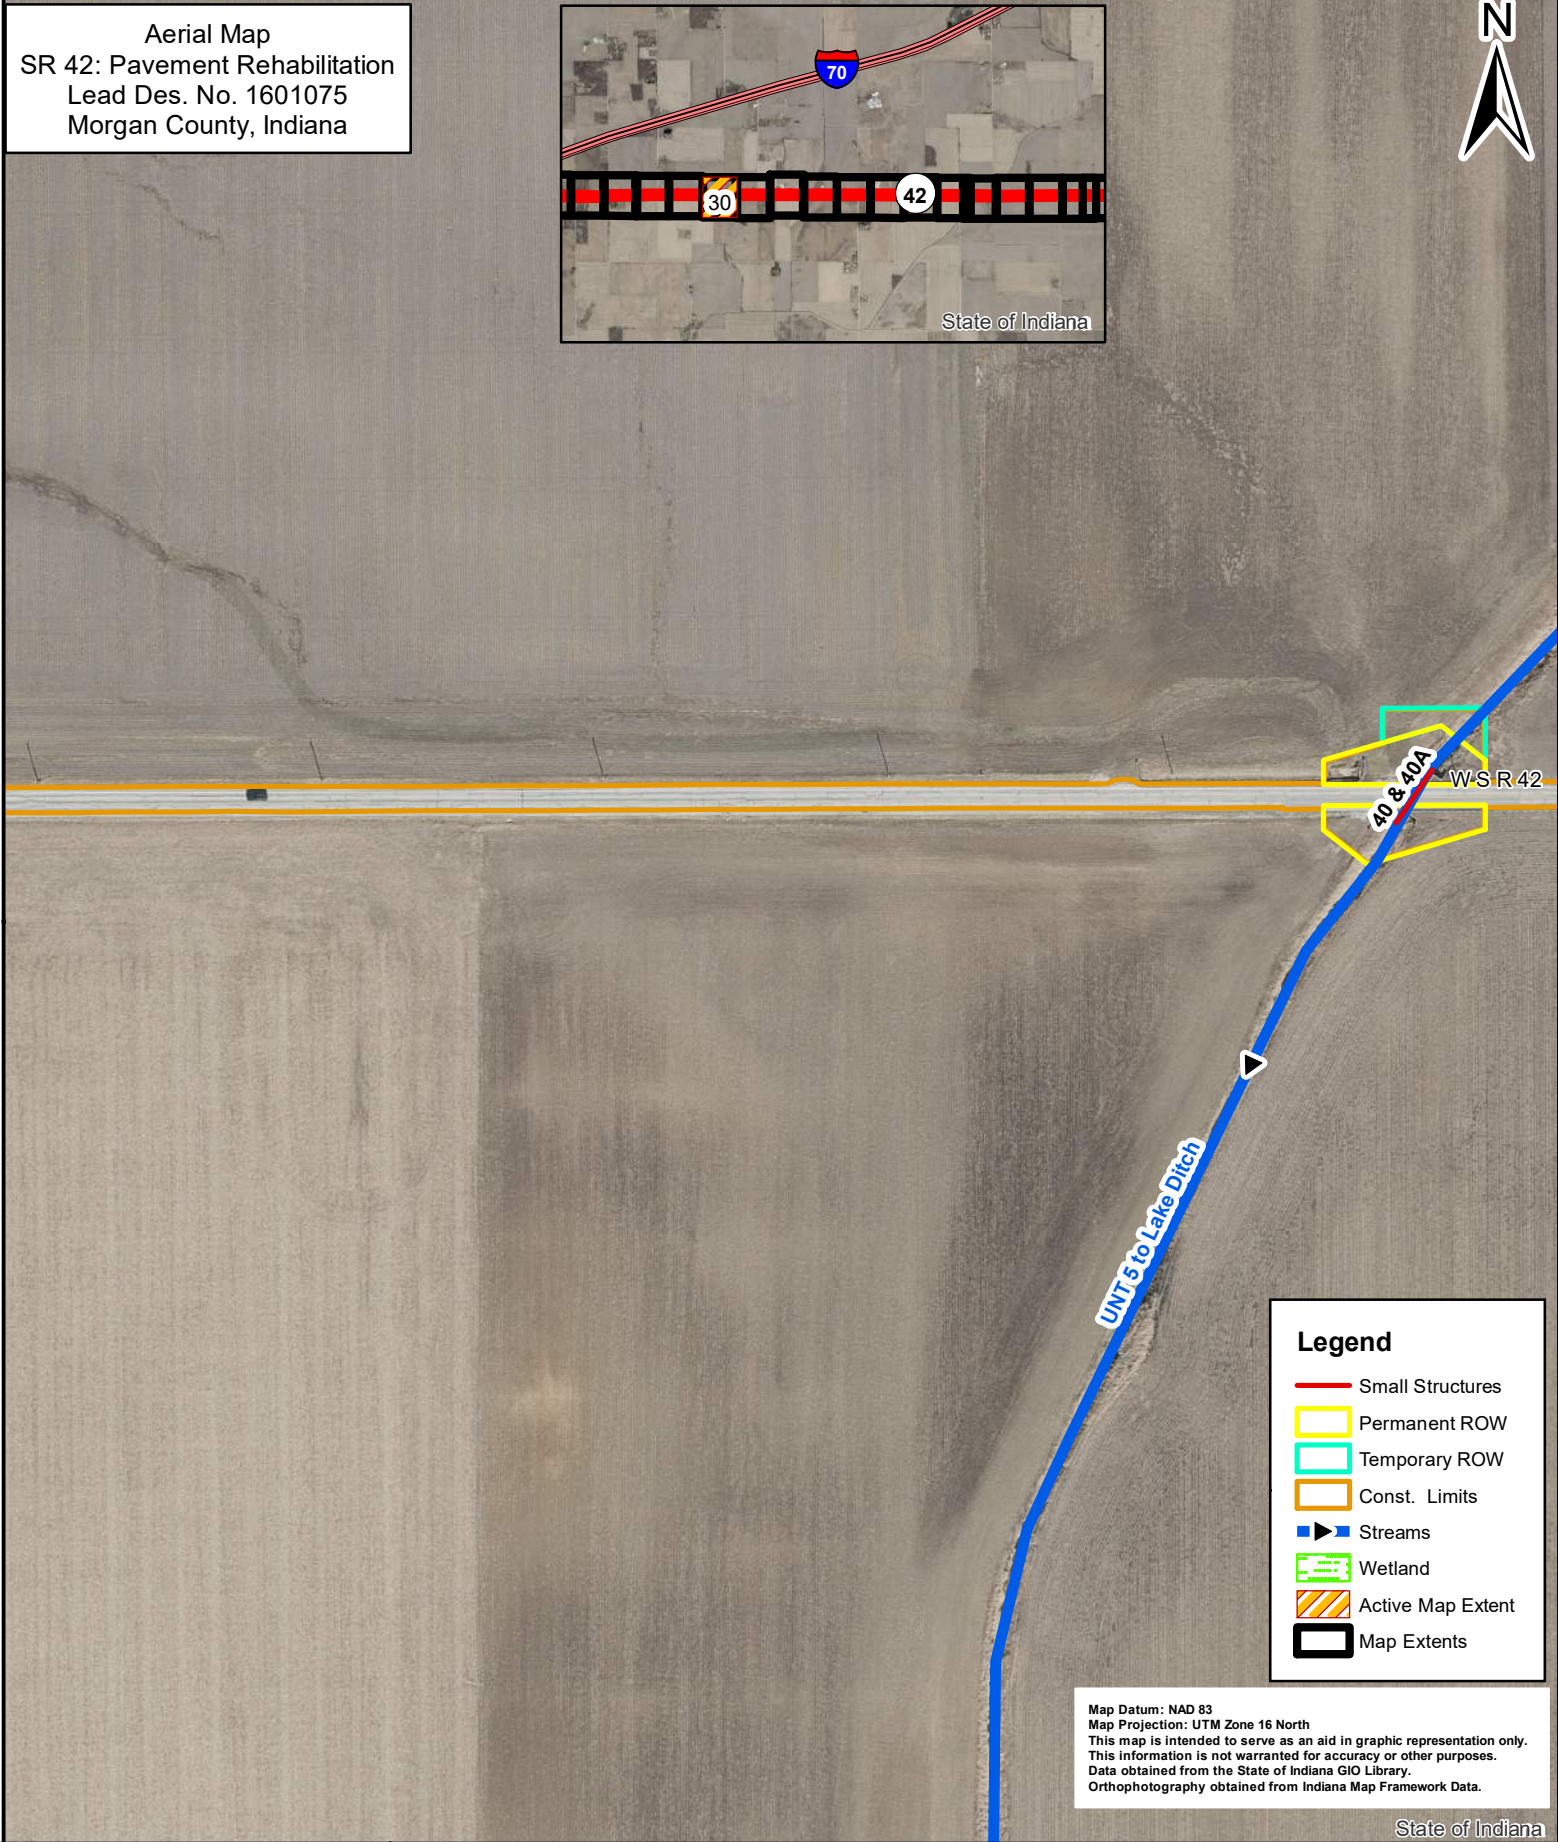 Aerial Map
SR 42: Pavement Rehabilitation
Lead Des. No. 1601075
Morgan County, Indiana
70
30
42
State of Indiana
N
40 & 40A
W S R 42
UNT 5 to Lake Ditch
Legend
Small Structures
Permanent ROW
Temporary ROW
Const. Limits
Streams
Wetland
Active Map Extent
Map Extents
Map Datum: NAD 83
Map Projection: UTM Zone 16 North
This map is intended to serve as an aid in graphic representation only.
This information is not warranted for accuracy or other purposes.
Data obtained from the State of Indiana GIO Library.
Orthophotography obtained from Indiana Map Framework Data.
State of Indiana